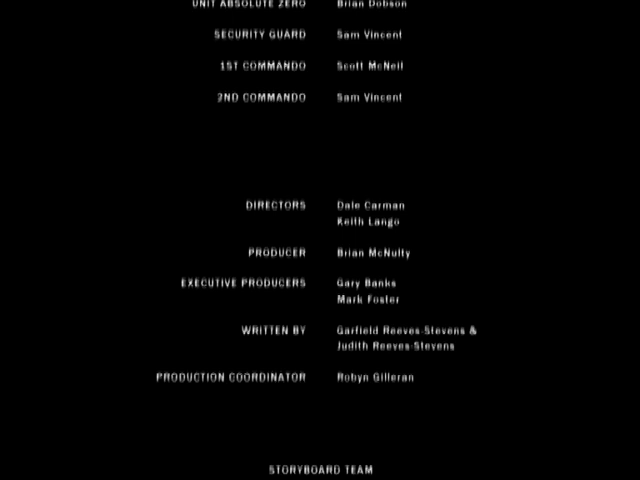 UNIT ABSOLUTE ZERO Brian Dobson
SECURITY GUARD Sam Vincent
1ST COMMANDO Scott McNeil
2ND COMMANDO Sam Vincent
DIRECTORS Dale Carman
Keith Lango
PRODUCER Brian McNulty
EXECUTIVE PRODUCERS Gary Banks
Mark Foster
WRITTEN BY Garfield Reeves-Stevens &
Judith Reeves-Stevens
PRODUCTION COORDINATOR Robyn Gilleran
STORYBOARD TEAM